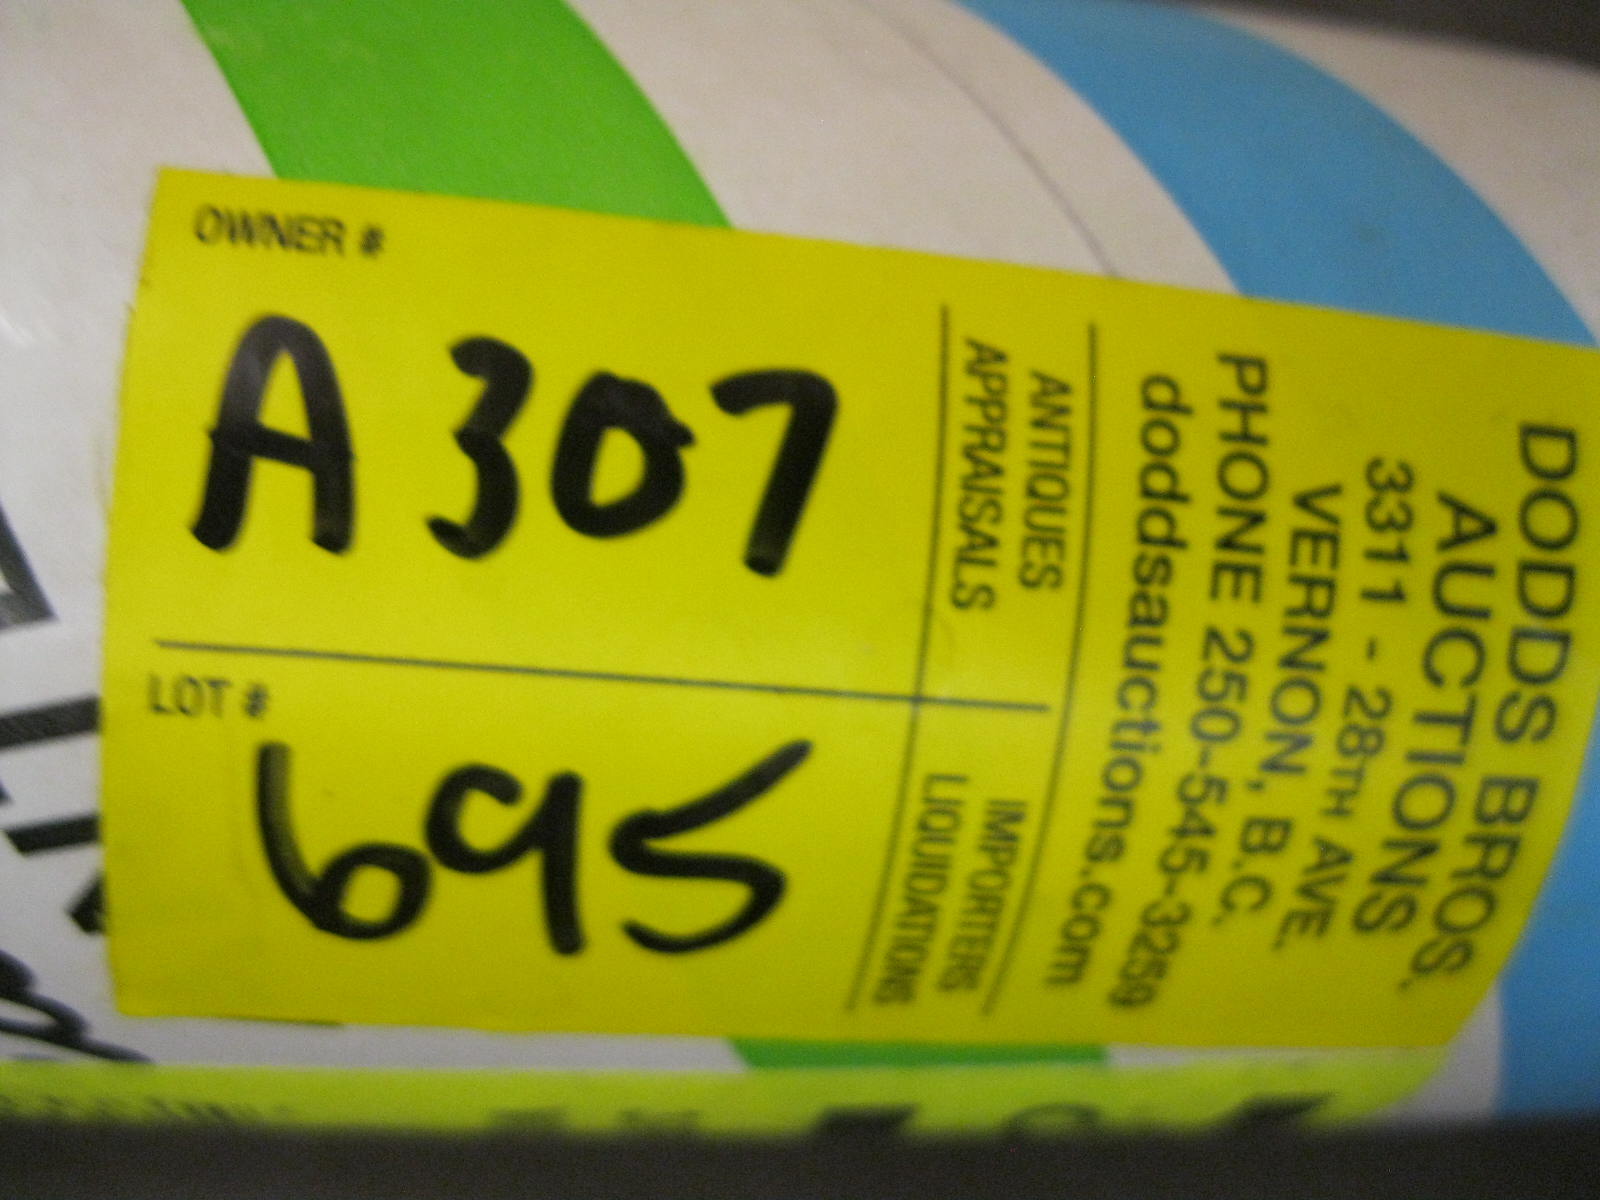 OWNER #
A 307
LOT #
695
ANTIQUES
APPRAISALS
IMPORTERS
LIQUIDATIONS
DODDS BROS.
AUCTIONS
3311 - 28TH AVE.
VERNON, B.C.
PHONE 250-545-3259
doddsauctions.com